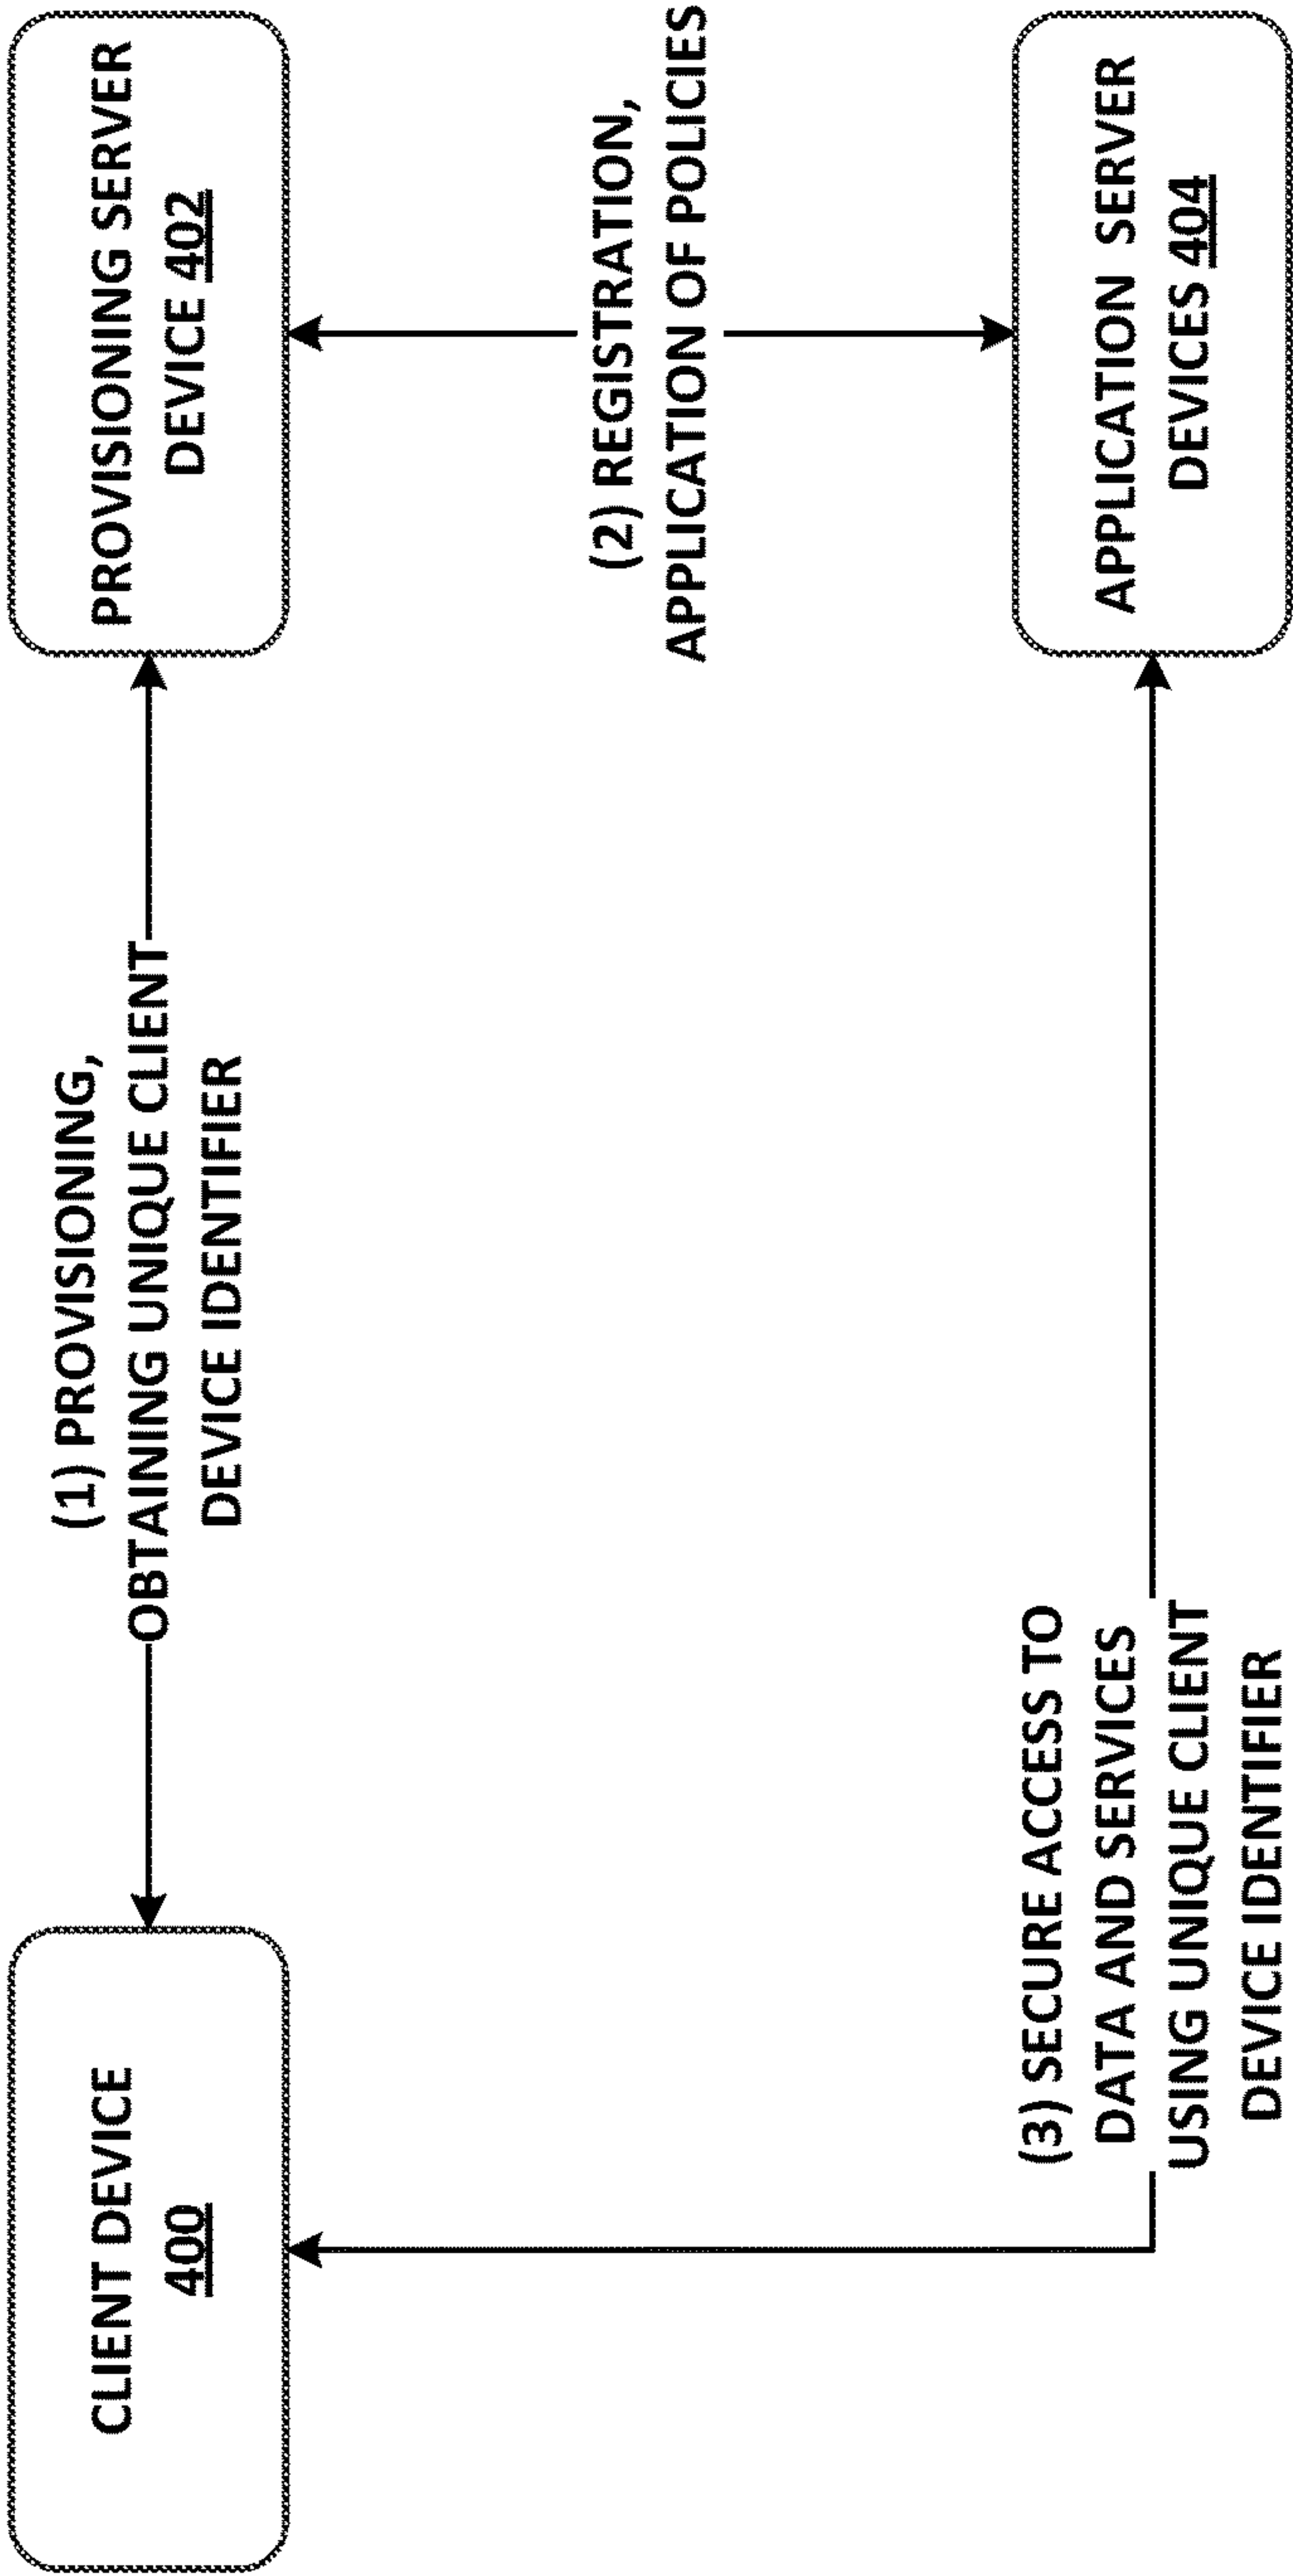 CLIENT DEVICE
400
(1) PROVISIONING,
OBTAINING UNIQUE CLIENT
DEVICE IDENTIFIER
PROVISIONING SERVER
DEVICE 402
(2) REGISTRATION,
APPLICATION OF POLICIES
(3) SECURE ACCESS TO
DATA AND SERVICES
USING UNIQUE CLIENT
DEVICE IDENTIFIER
APPLICATION SERVER
DEVICES 404